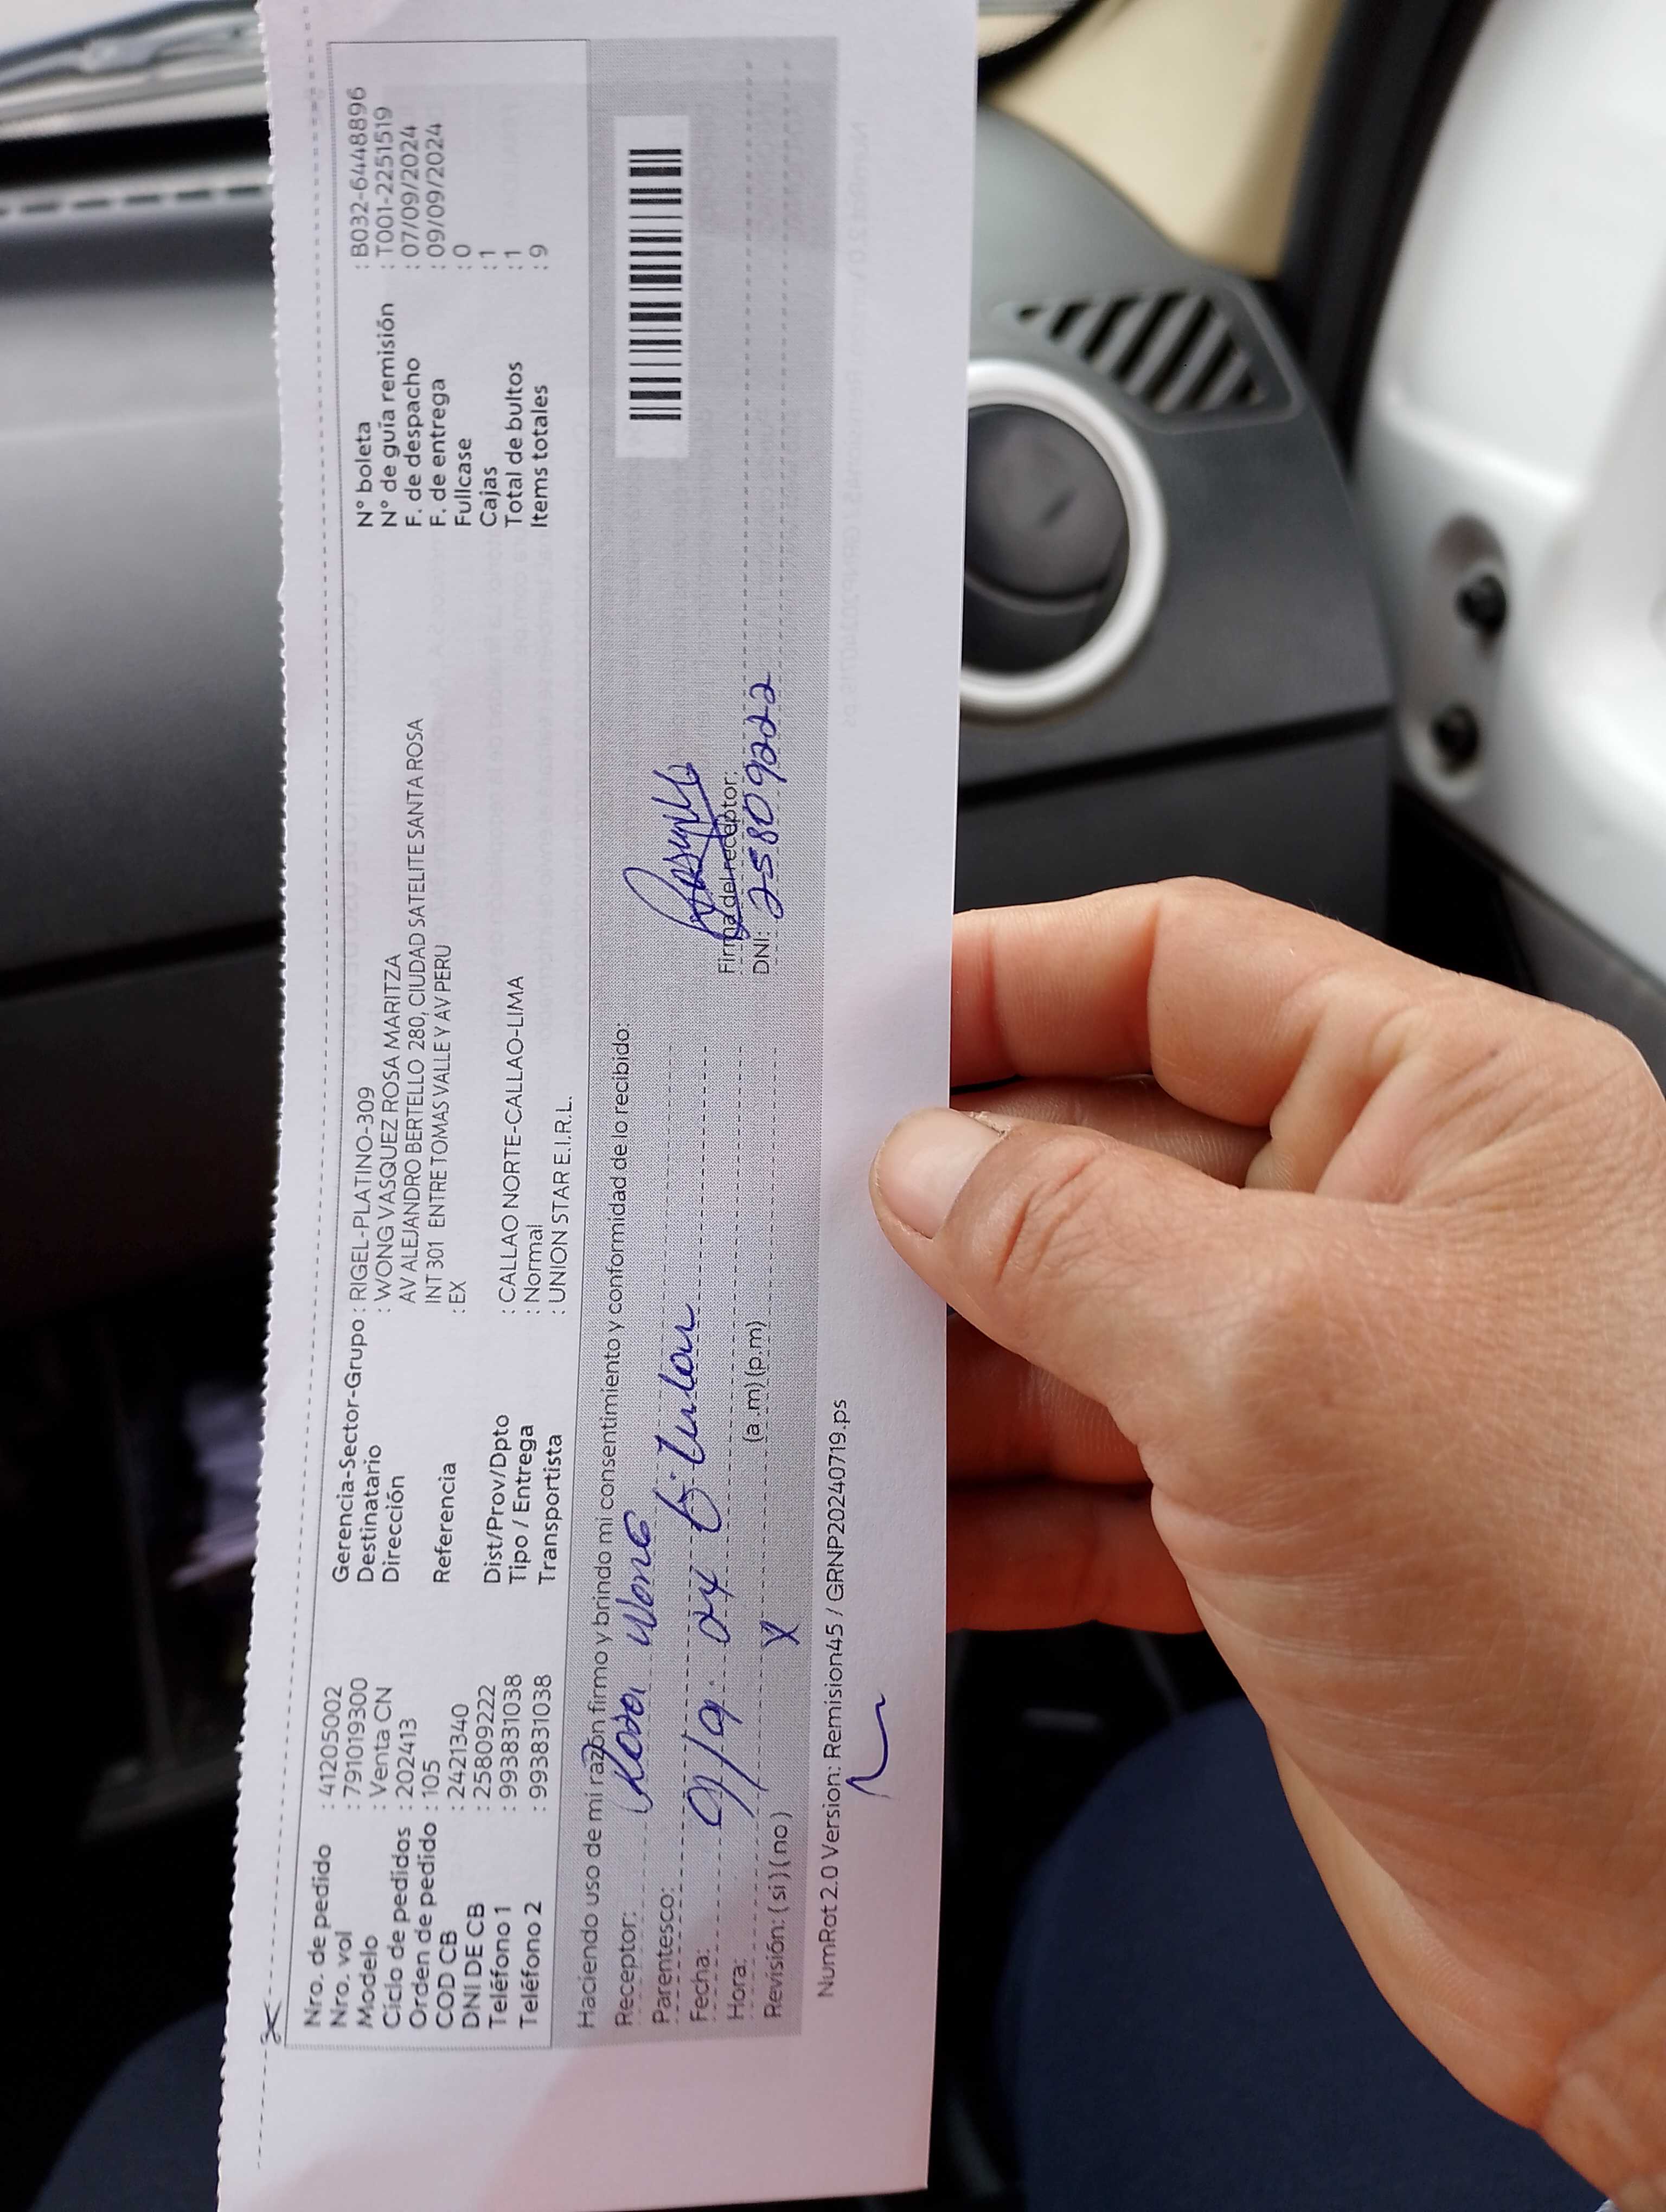 Nro. de pedido : 41205002
Nro. vol : 791019300
Modelo : Venta CN
Ciclo de pedidos : 202413
Orden de pedido : 105
COD CB : 2421340
DNI DE CB : 25809222
Teléfono 1 : 993831038
Teléfono 2 : 993831038
Gerencia-Sector-Grupo : RIGEL-PLATINO-309
Destinatario : WONG VASQUEZ ROSA MARITZA
Dirección AV ALEJANDRO BERTELLO 280, CIUDAD SATELITE SANTA ROSA
INT 301 ENTRE TOMAS VALLE Y AV PERU
Referencia : EX
Dist/Prov/Dpto : CALLAO NORTE-CALLAO-LIMA
Tipo / Entrega : Normal
Transportista : UNION STAR E.I.R.L.
N° boleta : B032-6448896
N° de guía remisión : T001-2251519
F. de despacho : 07/09/2024
F. de entrega : 09/09/2024
Fullcase : 0
Cajas : 1
Total de bultos : 1
Items totales : 9
Haciendo uso de mi razón firmo y brindo mi consentimiento y conformidad de lo recibido:
Receptor: Rosa Wong
Parentesco: titular
Fecha: 9/9. 24
Hora: (a.m) (p.m)
Revisión: ( si ) ( no ) X
Firma del receptor:
DNI: 25809222
NumRot 2.0 Version: Remision45 / GRNP20240719.ps